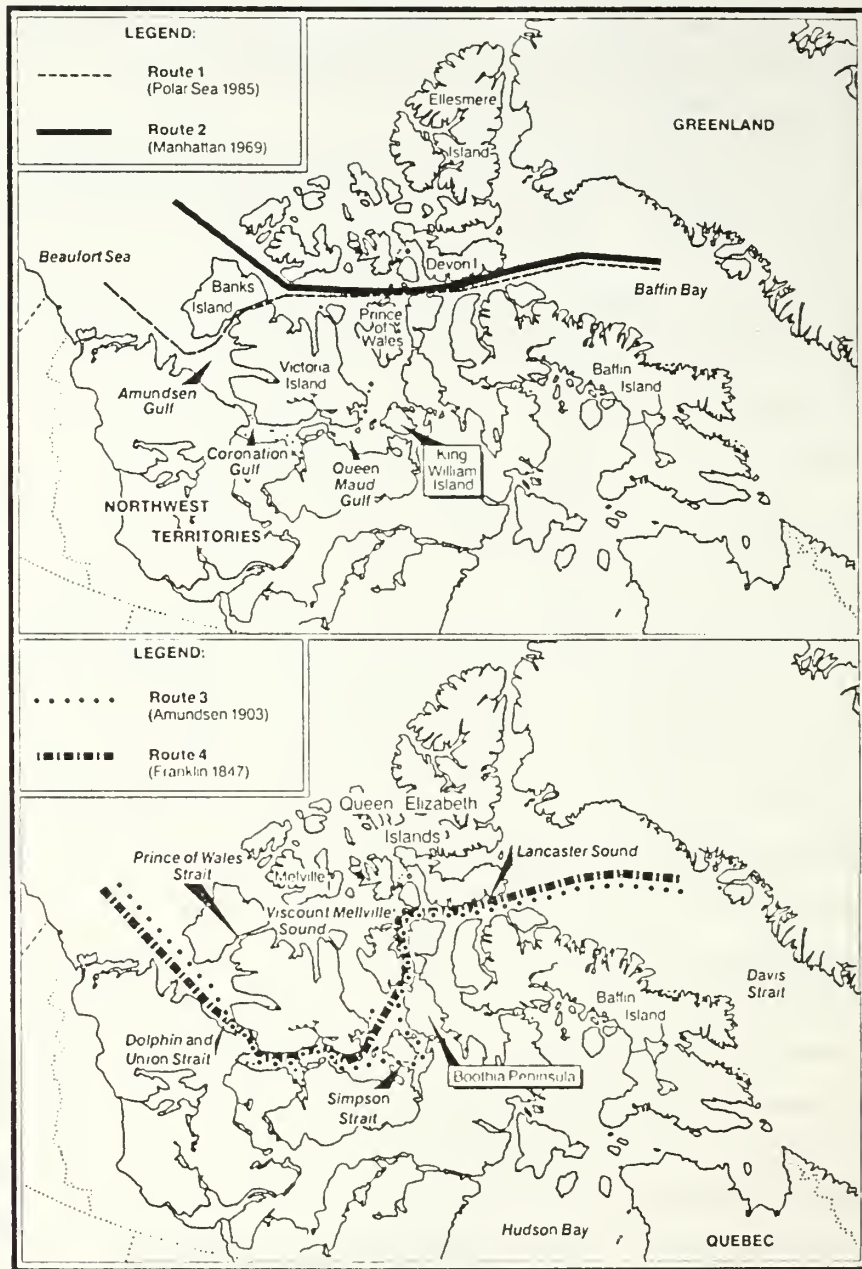 LEGEND:
Route 1
(Polar Sea 1985)
Route 2
(Manhattan 1969)
Ellesmere
Island
GREENLAND
Beaufort Sea
Banks
Island
Devon I
Baffin Bay
Prince
of
Wales
Victoria
Island
Baffin
Island
Amundsen
Gulf
Coronation
Gulf
Queen
Maud
Gulf
King
William
Island
NORTHWEST
TERRITORIES
LEGEND:
Route 3
(Amundsen 1903)
Route 4
(Franklin 1847)
Queen Elizabeth
Islands
Prince of Wales
Strait
Melville I
Lancaster Sound
Viscount Mellville
Sound
Davis
Strait
Baffin
Island
Dolphin and
Union Strait
Boothia Peninsula
Simpson
Strait
Hudson Bay
QUEBEC